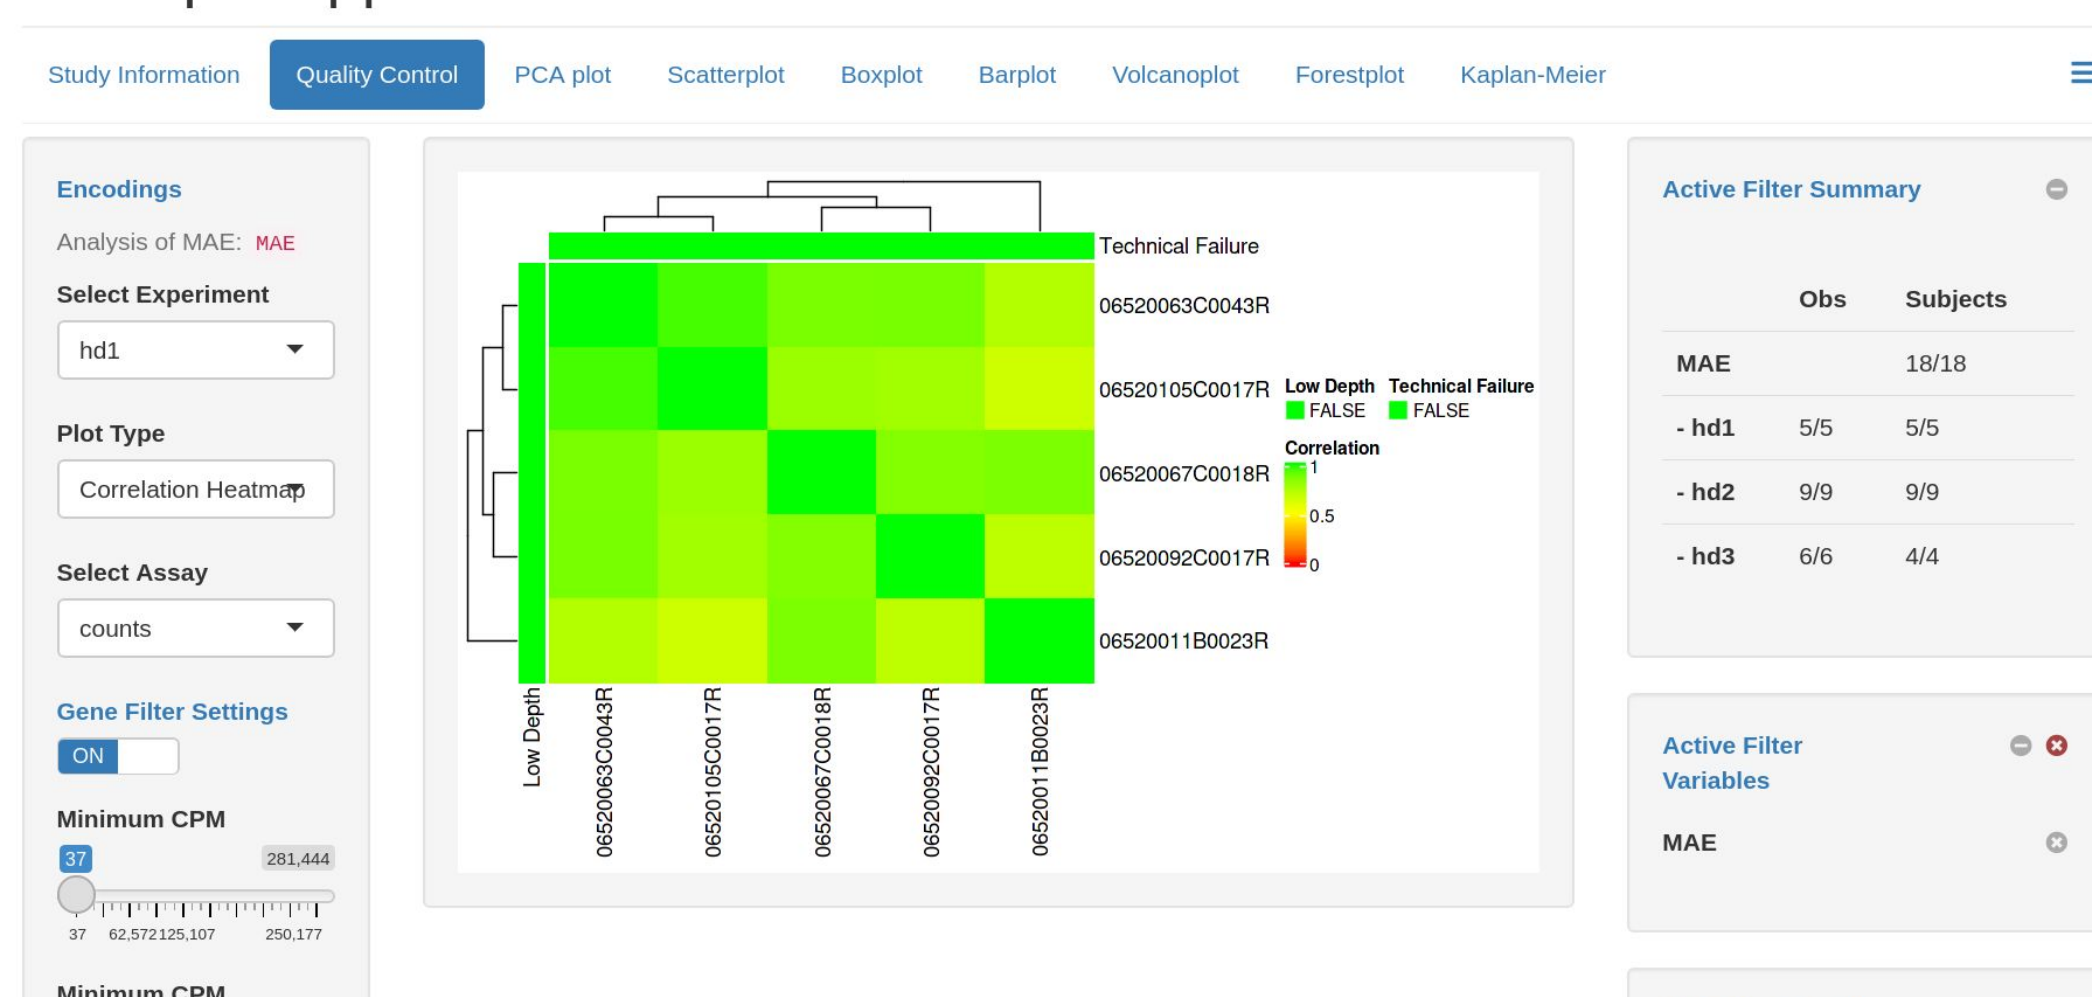 Study Information
Quality Control
PCA plot
Scatterplot
Boxplot
Barplot
Volcanoplot
Forestplot
Kaplan-Meier
Encodings
Analysis of MAE: MAE
Select Experiment
hd1
Plot Type
Correlation Heatmap
Select Assay
counts
Gene Filter Settings
ON
Minimum CPM
37
281,444
37 62,572 125,107 250,177
Minimum CPM
Technical Failure
06520063C0043R
06520105C0017R
06520067C0018R
06520092C0017R
06520011B0023R
Low Depth
06520063C0043R
06520105C0017R
06520067C0018R
06520092C0017R
06520011B0023R
Low Depth Technical Failure
FALSE FALSE
Correlation
1
0.5
0
Active Filter Summary
Obs Subjects
MAE 18/18
- hd1 5/5 5/5
- hd2 9/9 9/9
- hd3 6/6 4/4
Active Filter
Variables
MAE